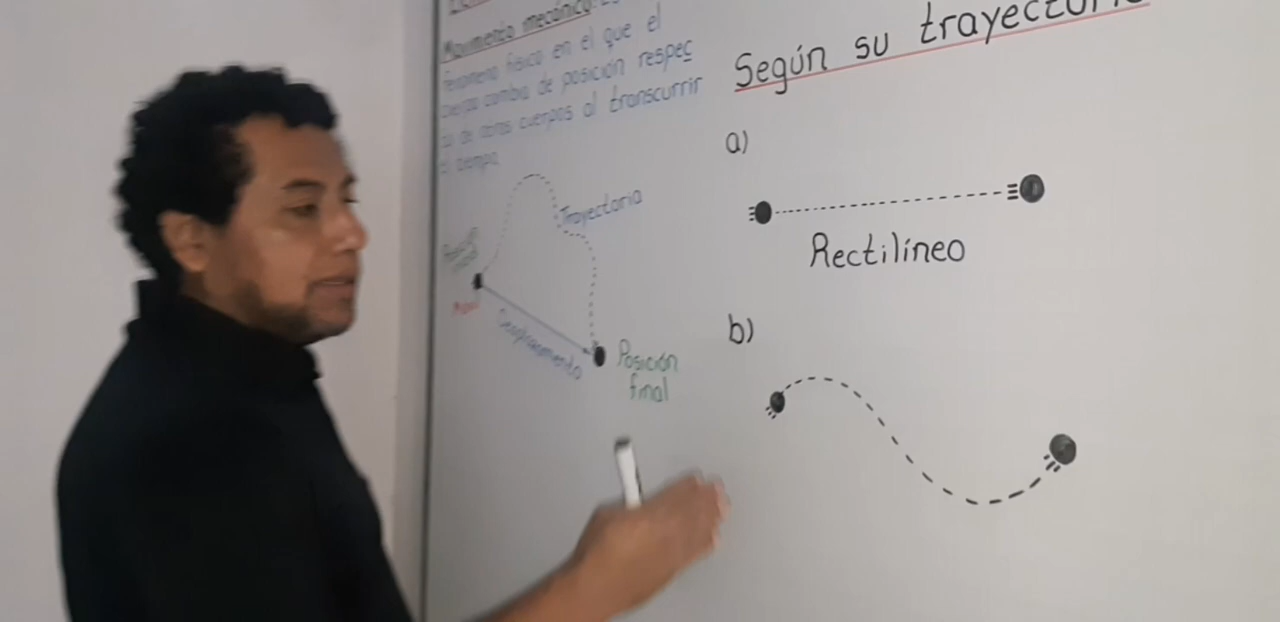 Movimiento mecánico:
fenómeno físico en el que el
cuerpo cambia de posición respec
to de otros cuerpos al transcurrir
el tiempo
Trayectoria
Móvil
Desplazamiento
Posición
final
Según su trayectoria
a)
Rectilíneo
b)